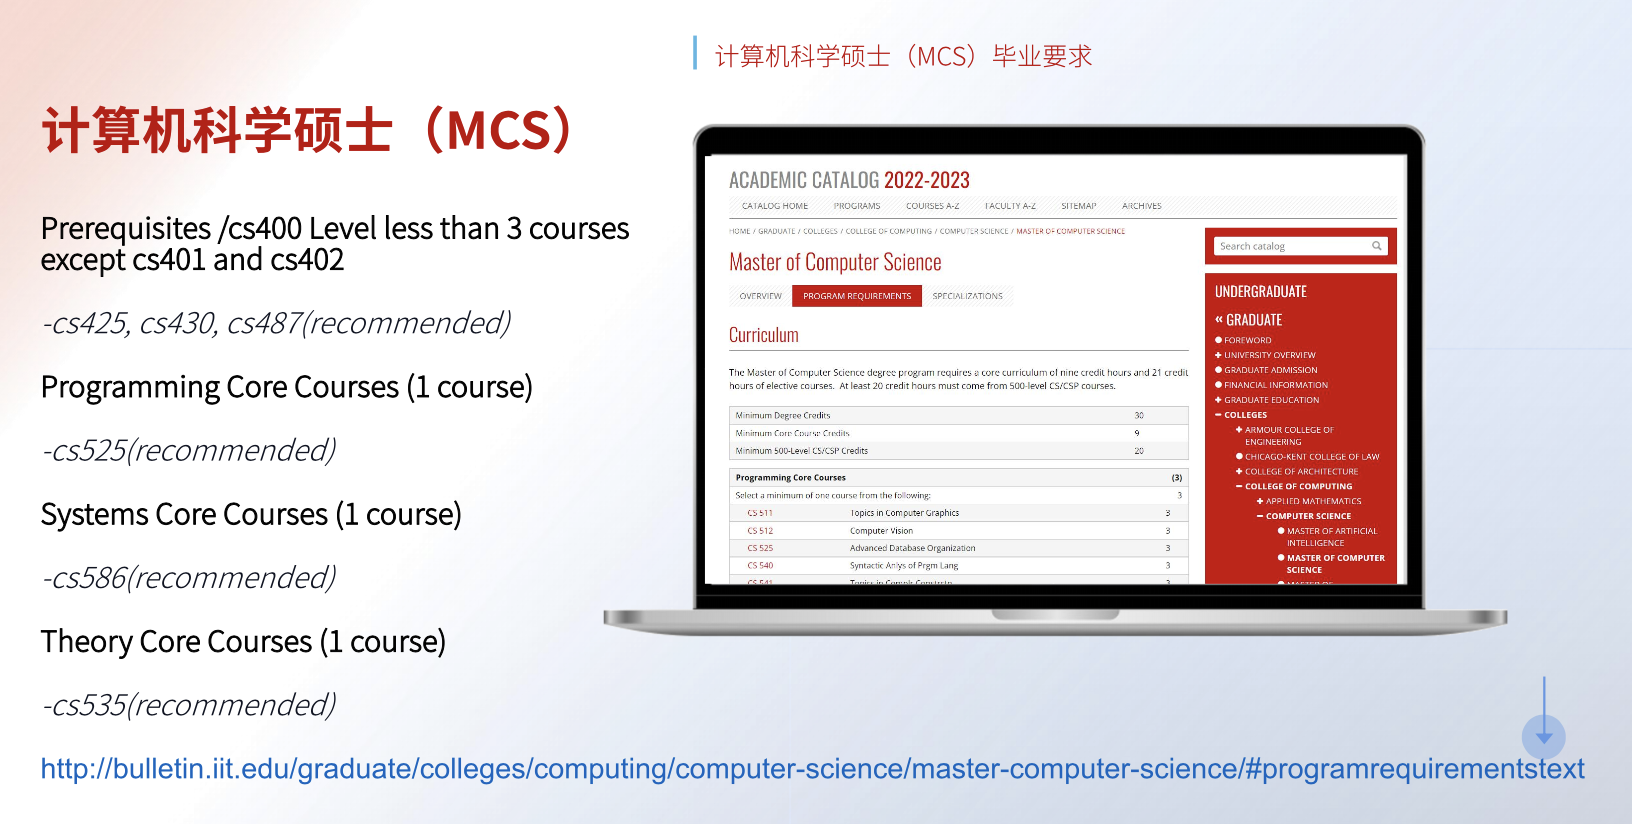 计算机科学硕士（MCS）毕业要求
计算机科学硕士（MCS）
Prerequisites /cs400 Level less than 3 courses
except cs401 and cs402
-cs425, cs430, cs487(recommended)
Programming Core Courses (1 course)
-cs525(recommended)
Systems Core Courses (1 course)
-cs586(recommended)
Theory Core Courses (1 course)
-cs535(recommended)
http://bulletin.iit.edu/graduate/colleges/computing/computer-science/master-computer-science/#programrequirementstext
ACADEMIC CATALOG 2022-2023
CATALOG HOME PROGRAMS COURSES A-Z FACULTY A-Z SITEMAP ARCHIVES
HOME / GRADUATE / COLLEGES / COLLEGE OF COMPUTING / COMPUTER SCIENCE / MASTER OF COMPUTER SCIENCE
Master of Computer Science
OVERVIEW PROGRAM REQUIREMENTS SPECIALIZATIONS
Curriculum
The Master of Computer Science degree program requires a core curriculum of nine credit hours and 21 credit
hours of elective courses. At least 20 credit hours must come from 500-level CS/CSP courses.
Minimum Degree Credits 30
Minimum Core Course Credits 9
Minimum 500-Level CS/CSP Credits 20
Programming Core Courses (3)
Select a minimum of one course from the following: 3
CS 511 Topics in Computer Graphics 3
CS 512 Computer Vision 3
CS 525 Advanced Database Organization 3
CS 540 Syntactic Anlys of Prgm Lang 3
CS 541 Topics in Compilr Constrctn 3
Search catalog
UNDERGRADUATE
« GRADUATE
FOREWORD
+ UNIVERSITY OVERVIEW
GRADUATE ADMISSION
FINANCIAL INFORMATION
+ GRADUATE EDUCATION
− COLLEGES
+ ARMOUR COLLEGE OF
ENGINEERING
CHICAGO-KENT COLLEGE OF LAW
+ COLLEGE OF ARCHITECTURE
− COLLEGE OF COMPUTING
+ APPLIED MATHEMATICS
− COMPUTER SCIENCE
MASTER OF ARTIFICIAL
INTELLIGENCE
MASTER OF COMPUTER
SCIENCE
MASTER OF